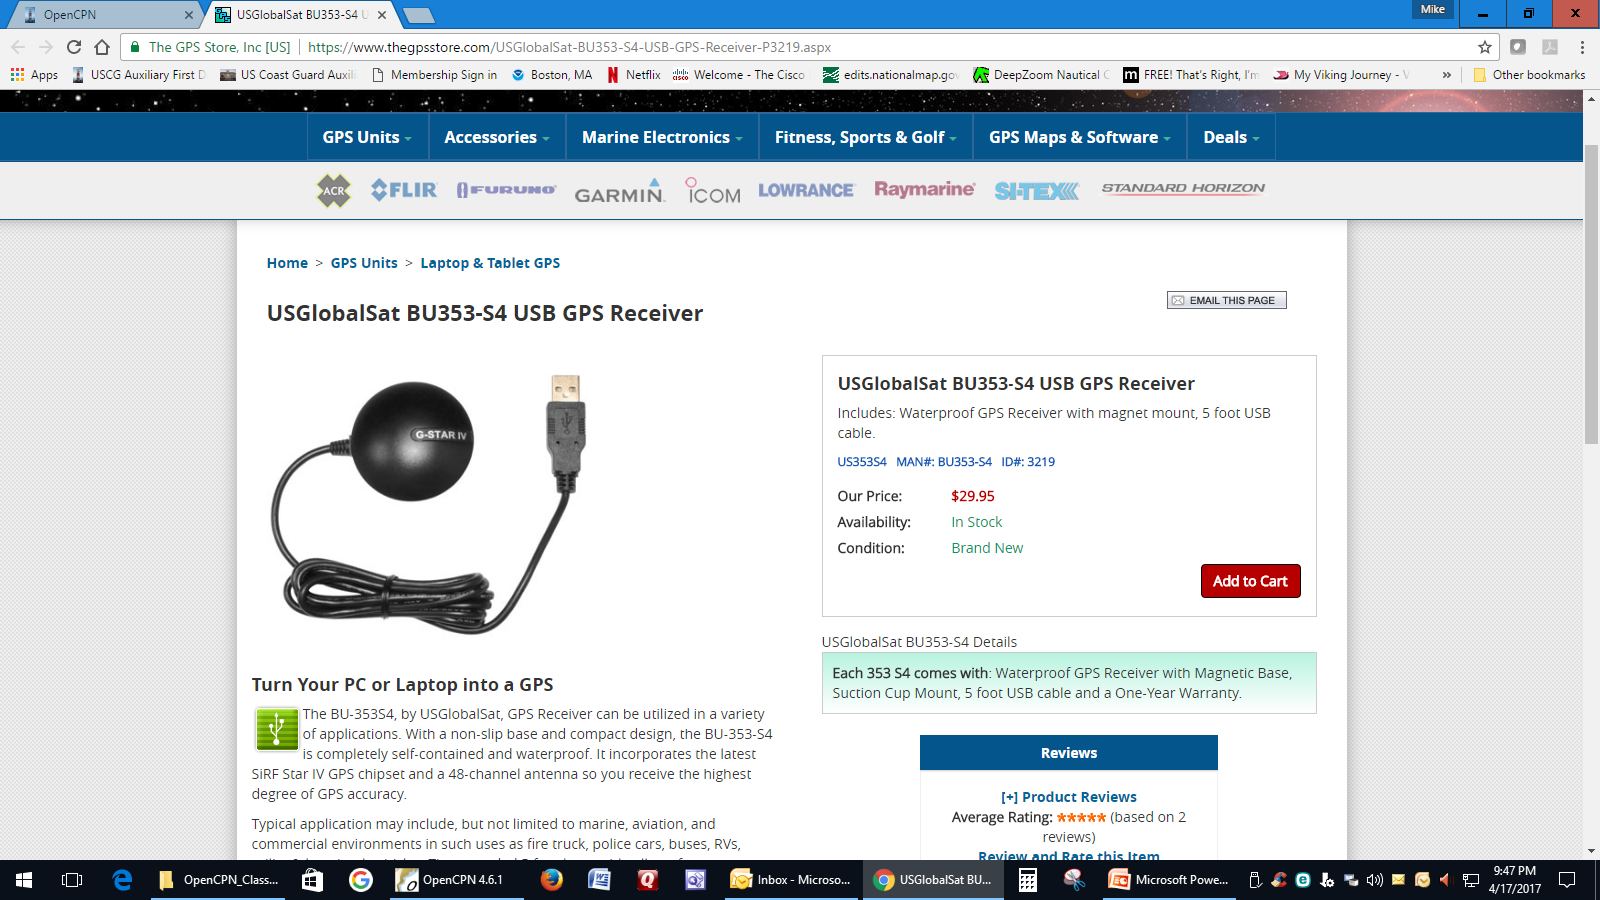 OpenCPN
USGlobalSat BU353-S4 U
Mike
The GPS Store, Inc [US]
https://www.thegpsstore.com/USGlobalSat-BU353-S4-USB-GPS-Receiver-P3219.aspx
Apps
USCG Auxiliary First D
US Coast Guard Auxili
Membership Sign in
Boston, MA
Netflix
Welcome - The Cisco
edits.nationalmap.gov
DeepZoom Nautical C
FREE! That's Right, I'm
My Viking Journey - V
»
Other bookmarks
GPS Units
Accessories
Marine Electronics
Fitness, Sports & Golf
GPS Maps & Software
Deals
ACR
FLIR
FURUNO
GARMIN
ICOM
LOWRANCE
Raymarine
SI-TEX
STANDARD HORIZON
Home > GPS Units > Laptop & Tablet GPS
USGlobalSat BU353-S4 USB GPS Receiver
EMAIL THIS PAGE
G-STAR IV
USGlobalSat BU353-S4 USB GPS Receiver
Includes: Waterproof GPS Receiver with magnet mount, 5 foot USB
cable.
US353S4 MAN#: BU353-S4 ID#: 3219
Our Price: $29.95
Availability: In Stock
Condition: Brand New
Add to Cart
USGlobalSat BU353-S4 Details
Each 353 S4 comes with: Waterproof GPS Receiver with Magnetic Base,
Suction Cup Mount, 5 foot USB cable and a One-Year Warranty.
Reviews
[+] Product Reviews
Average Rating: ★★★★★ (based on 2
reviews)
Review and Rate this Item
Turn Your PC or Laptop into a GPS
The BU-353S4, by USGlobalSat, GPS Receiver can be utilized in a variety
of applications. With a non-slip base and compact design, the BU-353-S4
is completely self-contained and waterproof. It incorporates the latest
SiRF Star IV GPS chipset and a 48-channel antenna so you receive the highest
degree of GPS accuracy.
Typical application may include, but not limited to marine, aviation, and
commercial environments in such uses as fire truck, police cars, buses, RVs,
OpenCPN_Class...
OpenCPN 4.6.1
Inbox - Microso...
USGlobalSat BU...
Microsoft Powe...
9:47 PM
4/17/2017